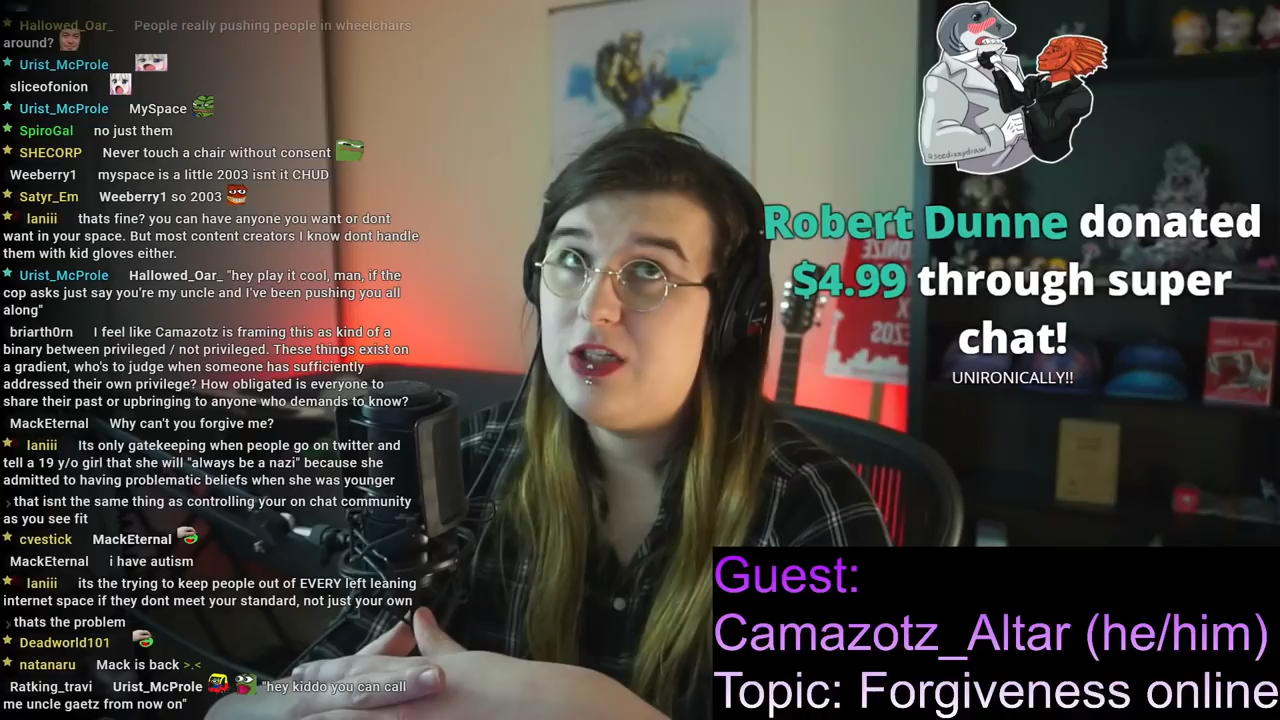 Hallowed_Oar_ People really pushing people in wheelchairs
around?
Urist_McProle
sliceofonion
Urist_McProle MySpace
SpiroGal no just them
SHECORP Never touch a chair without consent
Weeberry1 myspace is a little 2003 isnt it CHUD
Satyr_Em Weeberry1 so 2003
laniii thats fine? you can have anyone you want or dont
want in your space. But most content creators I know dont handle
them with kid gloves either.
Urist_McProle Hallowed_Oar_ "hey play it cool, man, if the
cop asks just say you're my uncle and I've been pushing you all
along"
briarth0rn I feel like Camazotz is framing this as kind of a
binary between privileged / not privileged. These things exist on
a gradient, who's to judge when someone has sufficiently
addressed their own privilege? How obligated is everyone to
share their past or upbringing to anyone who demands to know?
MackEternal Why can't you forgive me?
laniii Its only gatekeeping when people go on twitter and
tell a 19 y/o girl that she will "always be a nazi" because she
admitted to having problematic beliefs when she was younger
that isnt the same thing as controlling your on chat community
as you see fit
cvestick MackEternal
MackEternal i have autism
laniii its the trying to keep people out of EVERY left leaning
internet space if they dont meet your standard, not just your own
thats the problem
Deadworld101
natanaru Mack is back >.<
Ratking_travi Urist_McProle "hey kiddo you can call
me uncle gaetz from now on"
@seedizzydraw
Robert Dunne donated
$4.99 through super
chat!
UNIRONICALLY!!
Guest:
Camazotz_Altar (he/him)
Topic: Forgiveness online